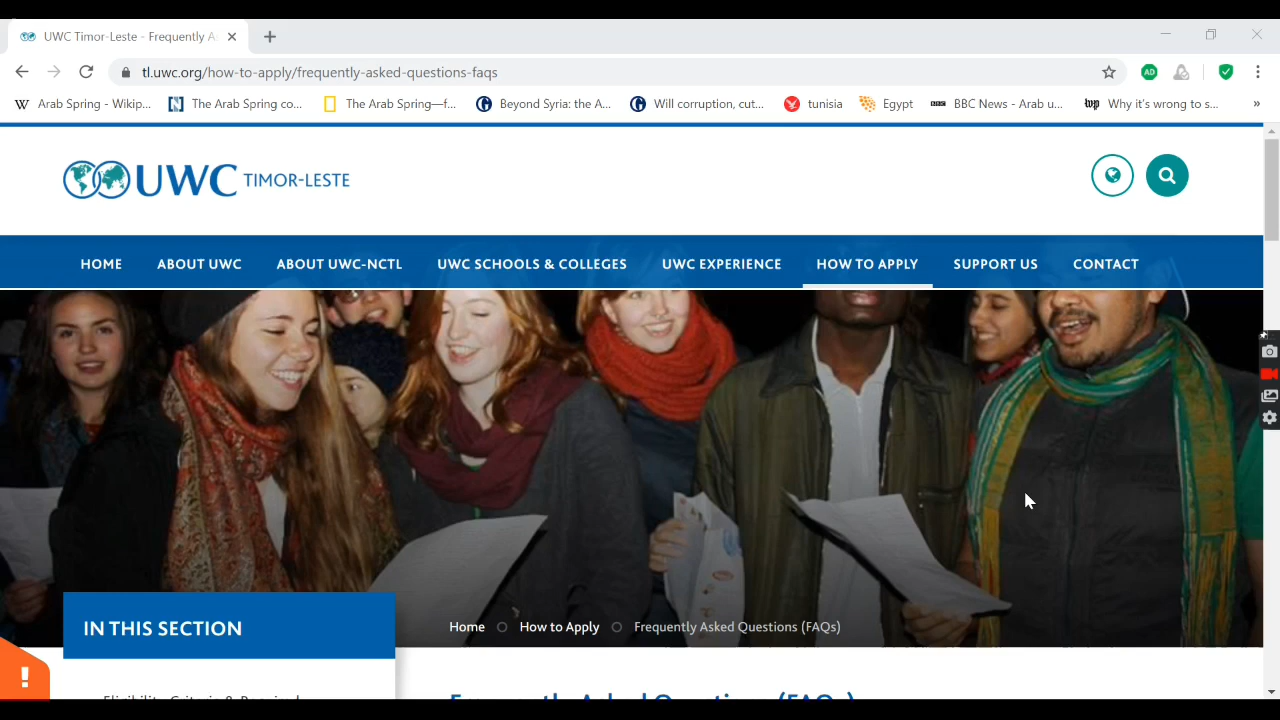 UWC Timor-Leste - Frequently A
tl.uwc.org/how-to-apply/frequently-asked-questions-faqs
W Arab Spring - Wikip... The Arab Spring co... The Arab Spring—f... Beyond Syria: the A... Will corruption, cut... tunisia Egypt BBC News - Arab u... Why it's wrong to s... »
UWC TIMOR-LESTE
HOME ABOUT UWC ABOUT UWC-NCTL UWC SCHOOLS & COLLEGES UWC EXPERIENCE HOW TO APPLY SUPPORT US CONTACT
IN THIS SECTION
Home How to Apply Frequently Asked Questions (FAQs)
!
Eligibility Criteria & Required
Frequently Asked Questions (FAQs)